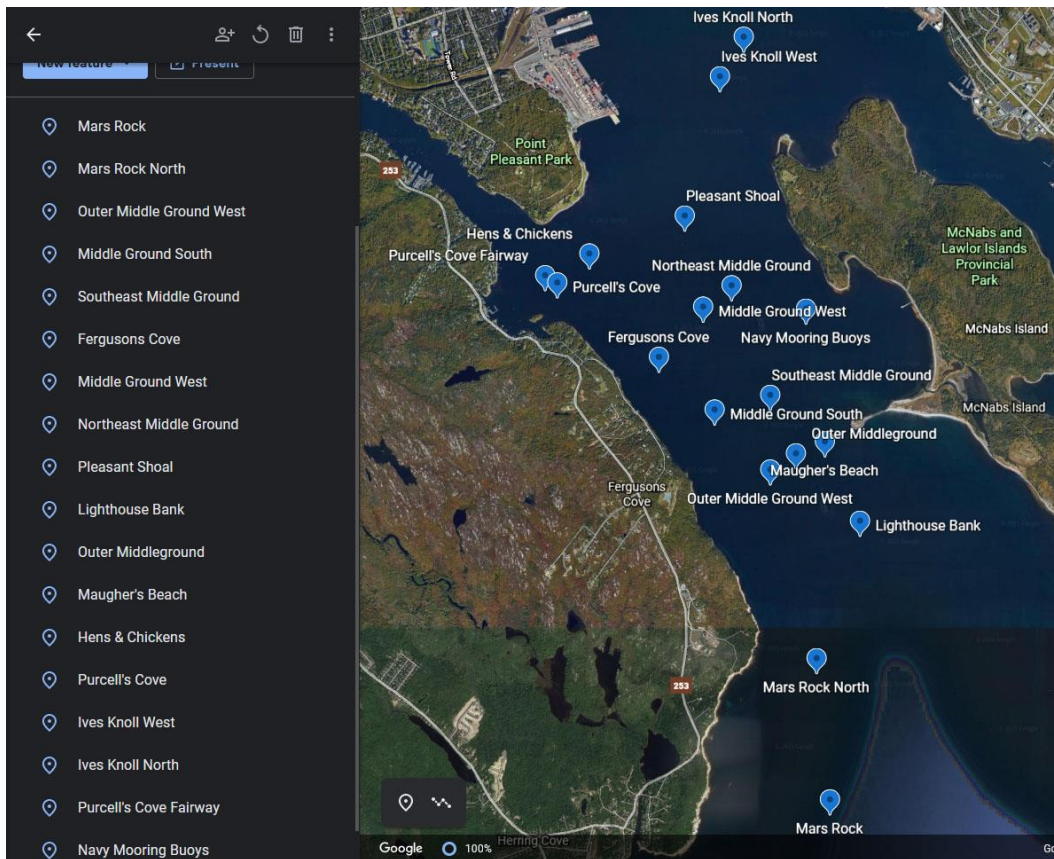 New feature
Present
Mars Rock
Mars Rock North
Outer Middle Ground West
Middle Ground South
Southeast Middle Ground
Fergusons Cove
Middle Ground West
Northeast Middle Ground
Pleasant Shoal
Lighthouse Bank
Outer Middleground
Maugher's Beach
Hens & Chickens
Purcell's Cove
Ives Knoll West
Ives Knoll North
Purcell's Cove Fairway
Navy Mooring Buoys
Ives Knoll North
Tower Rd
Ives Knoll West
Point
Pleasant Park
253
Pleasant Shoal
Hens & Chickens
McNabs and
Lawlor Islands
Provincial
Park
Purcell's Cove Fairway
Northeast Middle Ground
Purcell's Cove
Middle Ground West
McNabs Island
Fergusons Cove
Navy Mooring Buoys
Southeast Middle Ground
Middle Ground South
McNabs Island
Outer Middleground
Maugher's Beach
Fergusons
Cove
Outer Middle Ground West
Lighthouse Bank
253
Mars Rock North
Mars Rock
Herring Cove
Google
100%